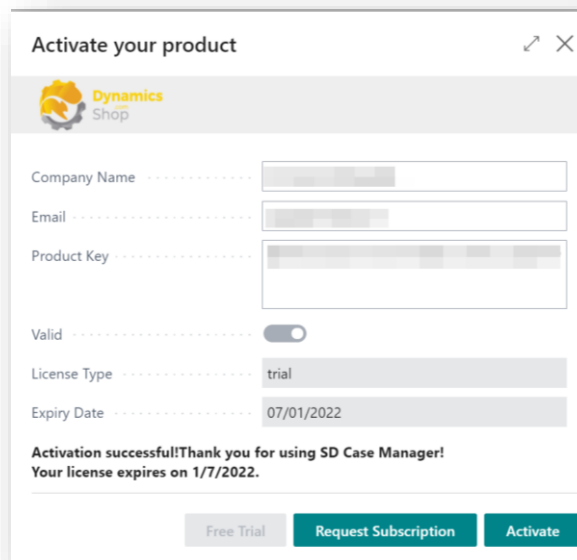 Activate your product
Dynamics
.com
Shop
Company Name
Email
Product Key
Valid
License Type
trial
Expiry Date
07/01/2022
Activation successful!Thank you for using SD Case Manager!
Your license expires on 1/7/2022.
Free Trial Request Subscription Activate